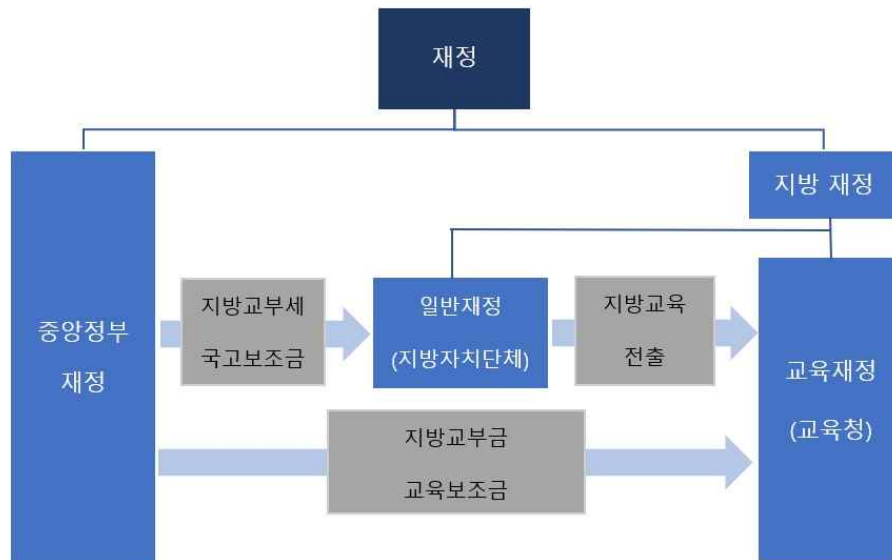 재정
지방 재정
중앙정부
재정
지방교부세
국고보조금
일반재정
(지방자치단체)
지방교육
전출
교육재정
(교육청)
지방교부금
교육보조금